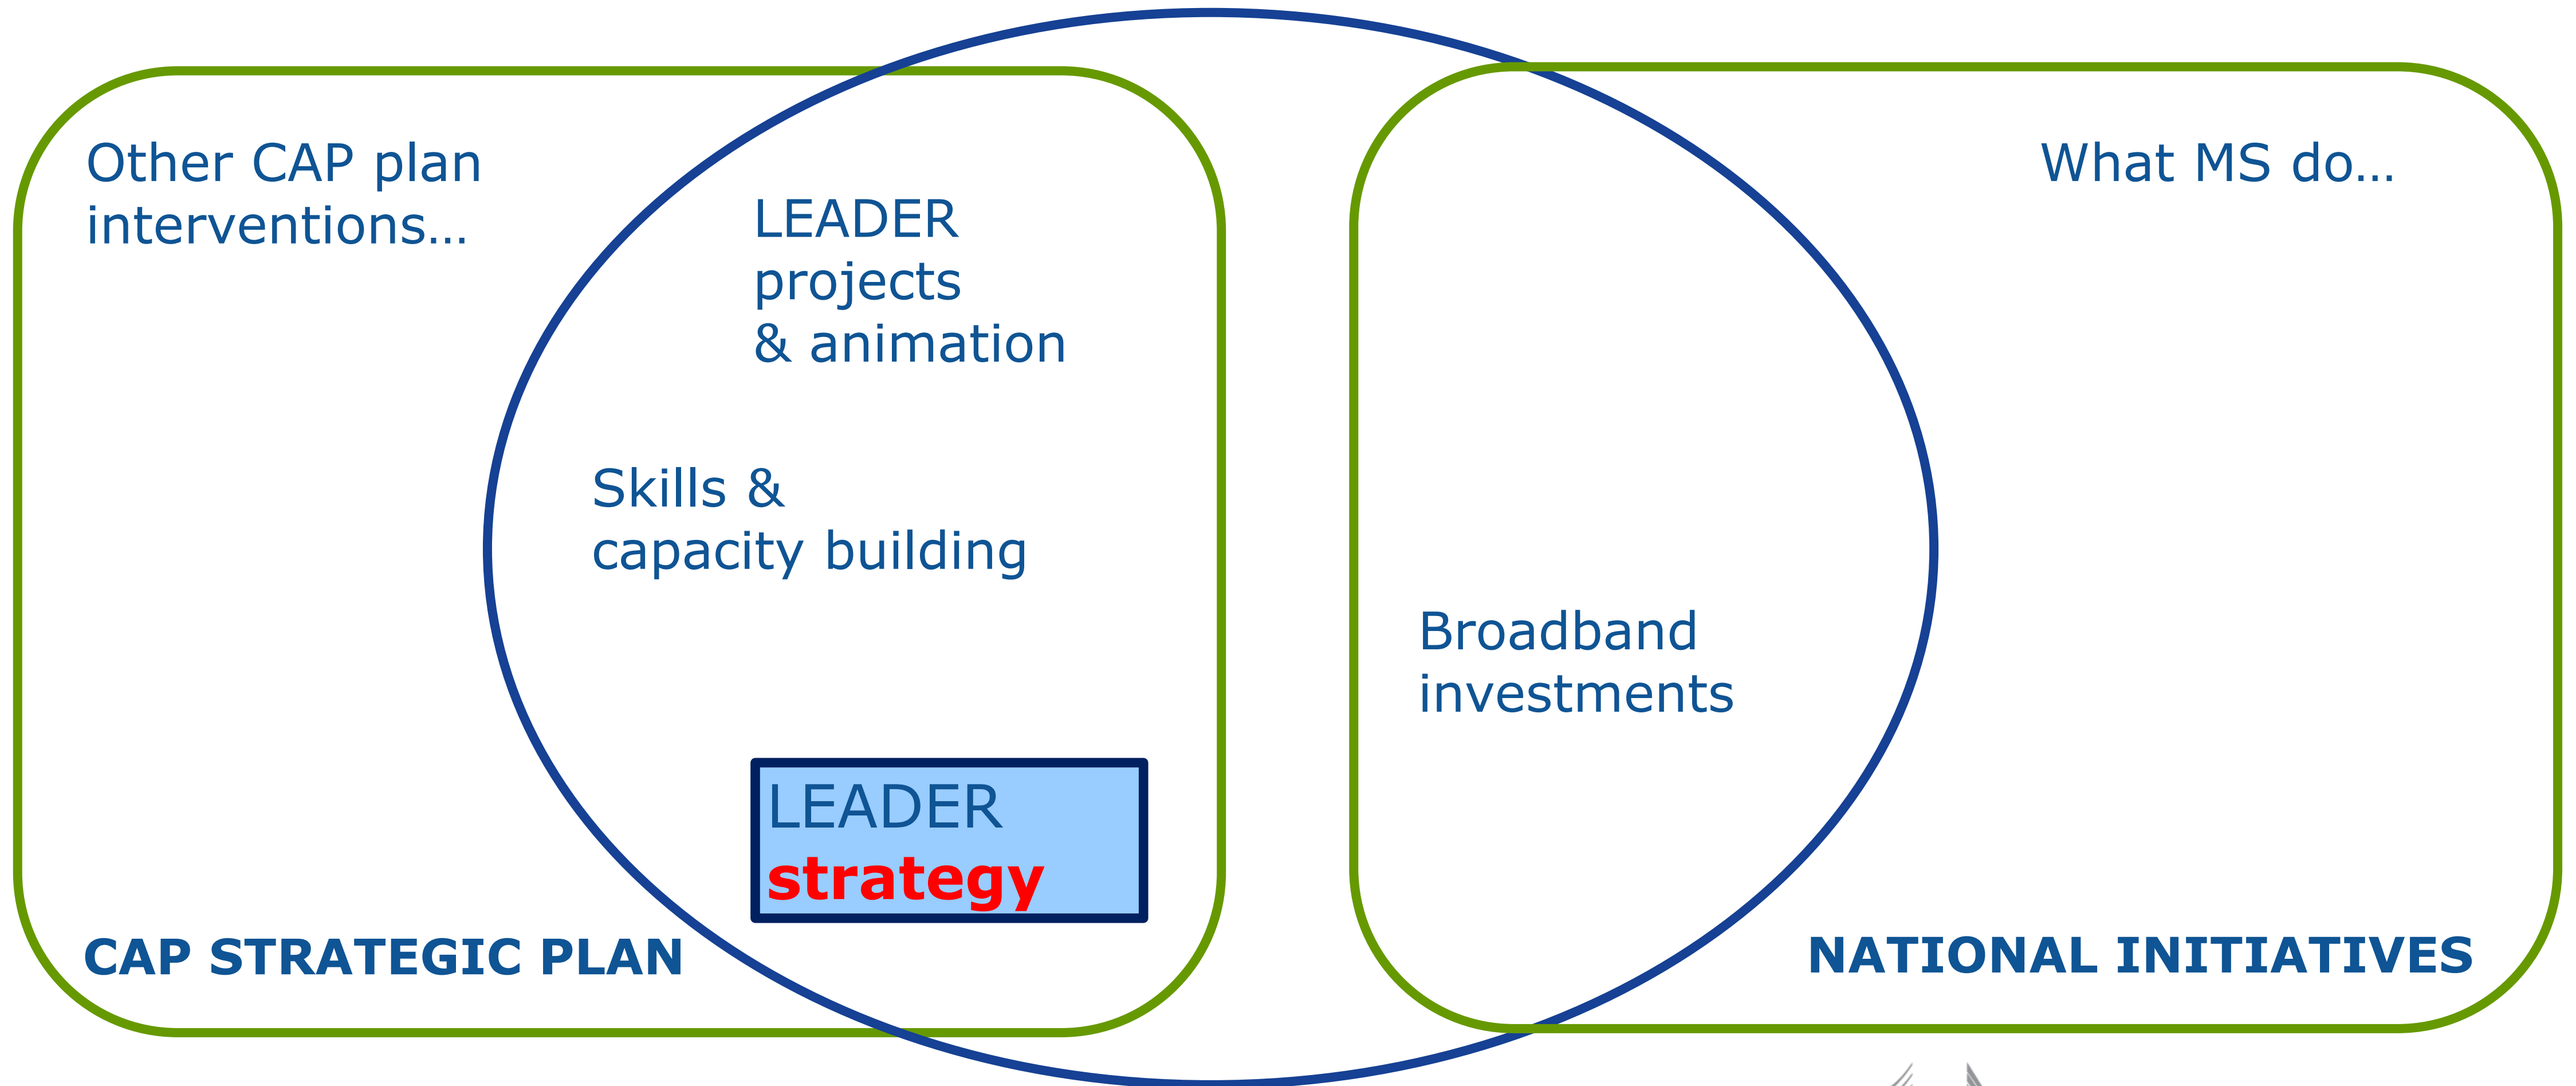 Other CAP plan
interventions…
LEADER
projects
& animation
Skills &
capacity building
LEADER
strategy
CAP STRATEGIC PLAN
What MS do…
Broadband
investments
NATIONAL INITIATIVES